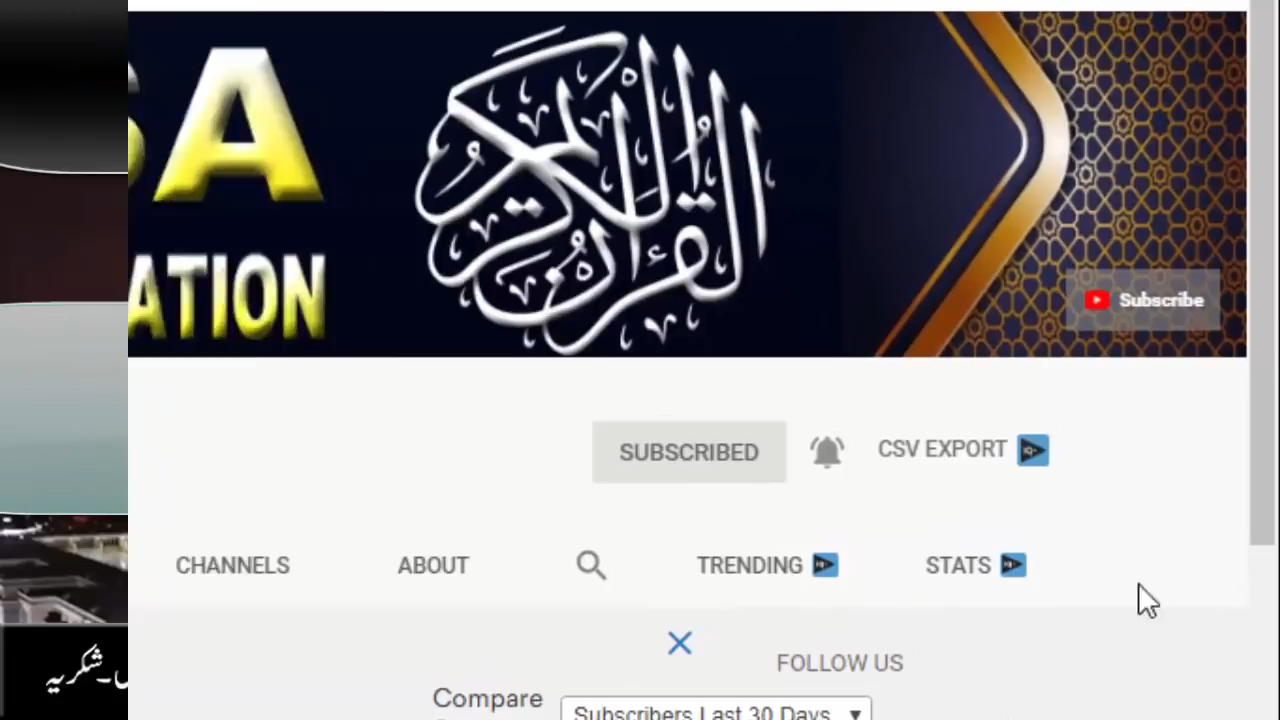 SA
ATION
القرآن الكريم
Subscribe
SUBSCRIBED
CSV EXPORT
CHANNELS
ABOUT
TRENDING
STATS
FOLLOW US
Compare
Subscribers Last 30 Days
شکریہ